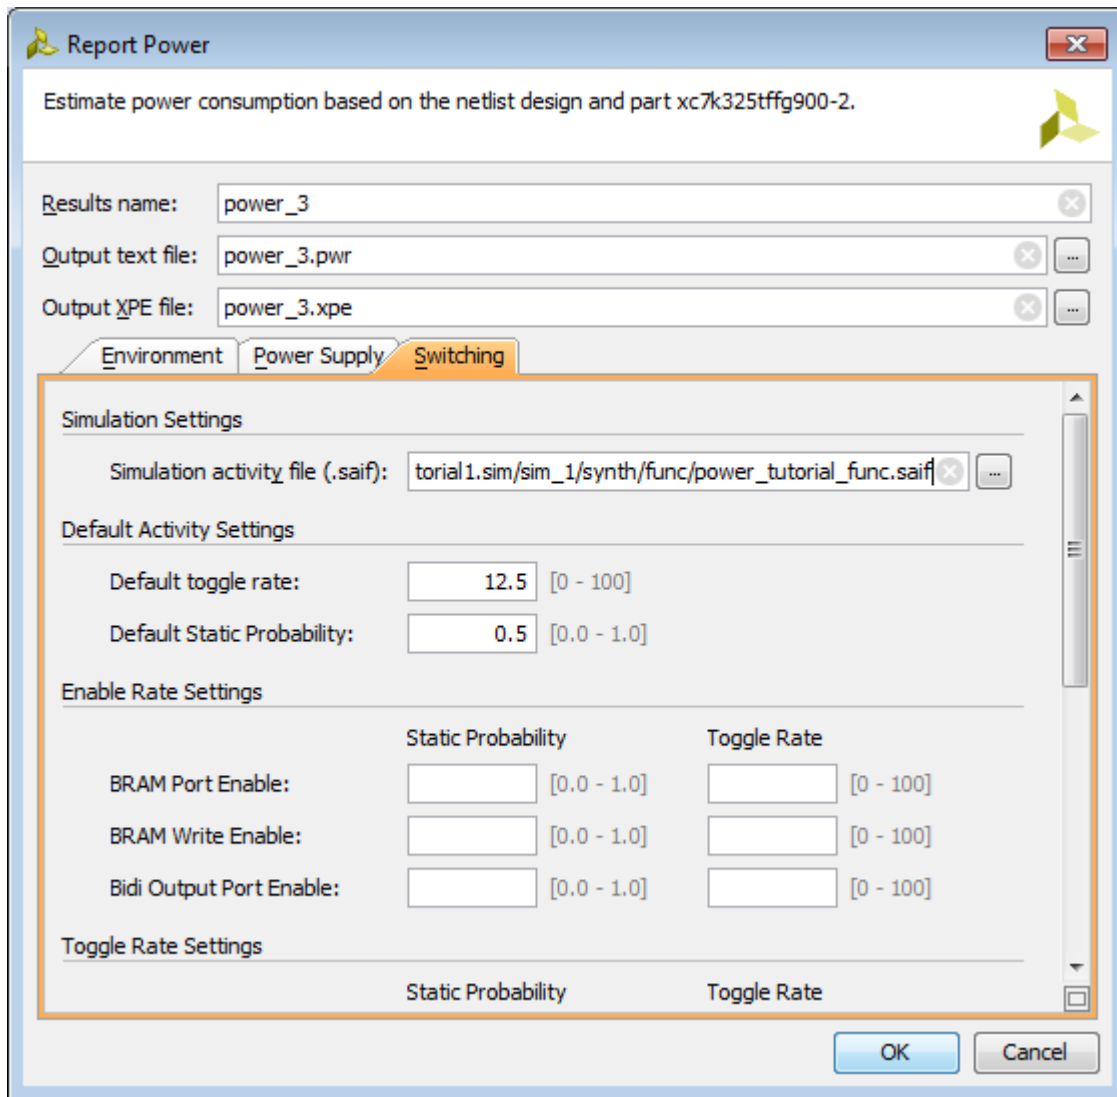 Report Power
Estimate power consumption based on the netlist design and part xc7k325tffg900-2.
Results name: power_3
Output text file: power_3.pwr ...
Output XPE file: power_3.xpe ...
Environment Power Supply Switching
Simulation Settings
Simulation activity file (.saif): torial1.sim/sim_1/synth/func/power_tutorial_func.saif ...
Default Activity Settings
Default toggle rate: 12.5 [0 - 100]
Default Static Probability: 0.5 [0.0 - 1.0]
Enable Rate Settings
Static Probability Toggle Rate
BRAM Port Enable: [0.0 - 1.0] [0 - 100]
BRAM Write Enable: [0.0 - 1.0] [0 - 100]
Bidi Output Port Enable: [0.0 - 1.0] [0 - 100]
Toggle Rate Settings
Static Probability Toggle Rate
OK Cancel